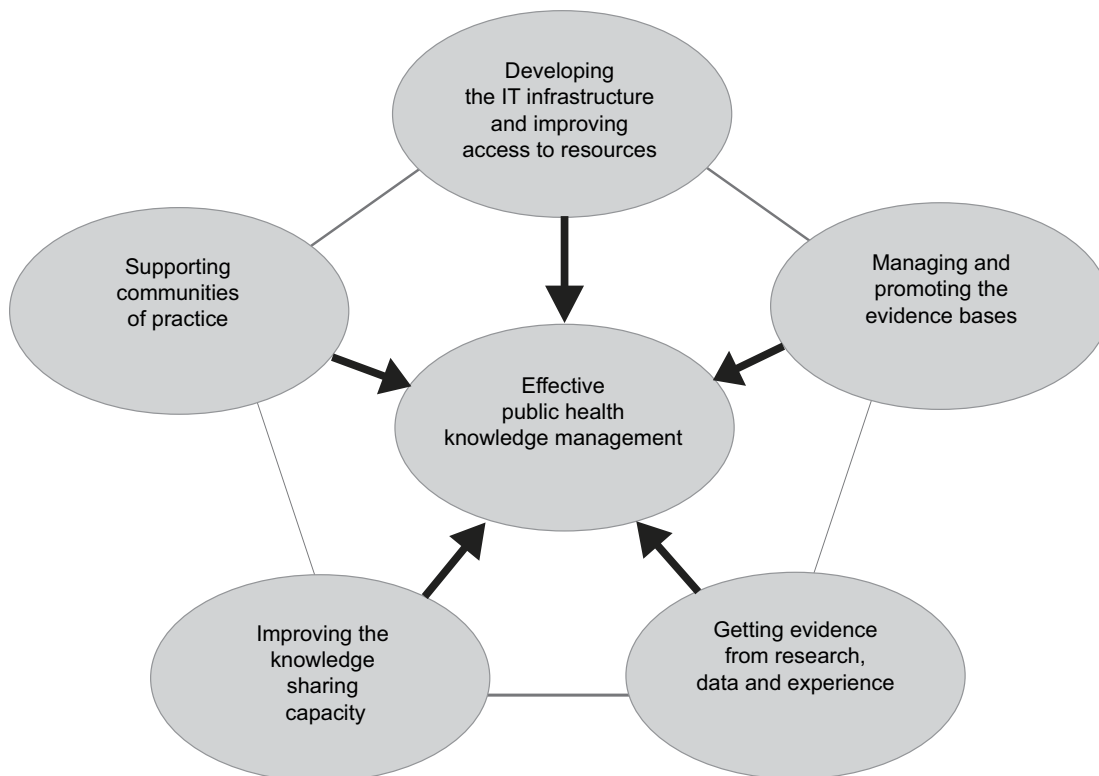 Developing
the IT infrastructure
and improving
access to resources
Supporting
communities
of practice
Managing and
promoting the
evidence bases
Effective
public health
knowledge management
Improving the
knowledge
sharing
capacity
Getting evidence
from research,
data and experience